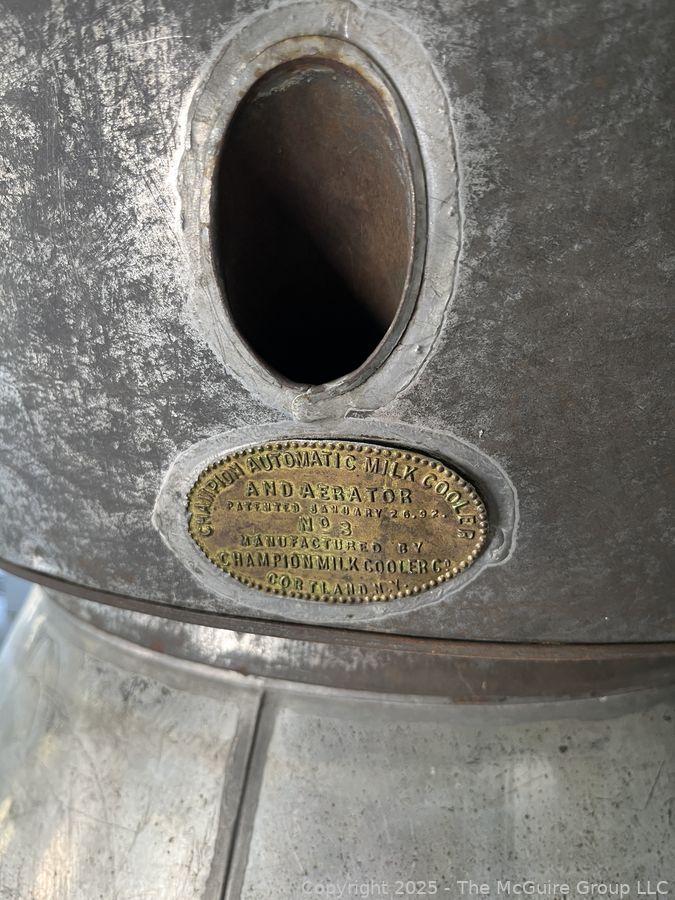 CHAMPION AUTOMATIC MILK COOLER
AND AERATOR
PATENTED JANUARY 26.92.
Nº 3
MANUFACTURED BY
CHAMPION MILK COOLER Cº
CORTLAND.N.Y.
Copyright 2025 - The McGuire Group LLC